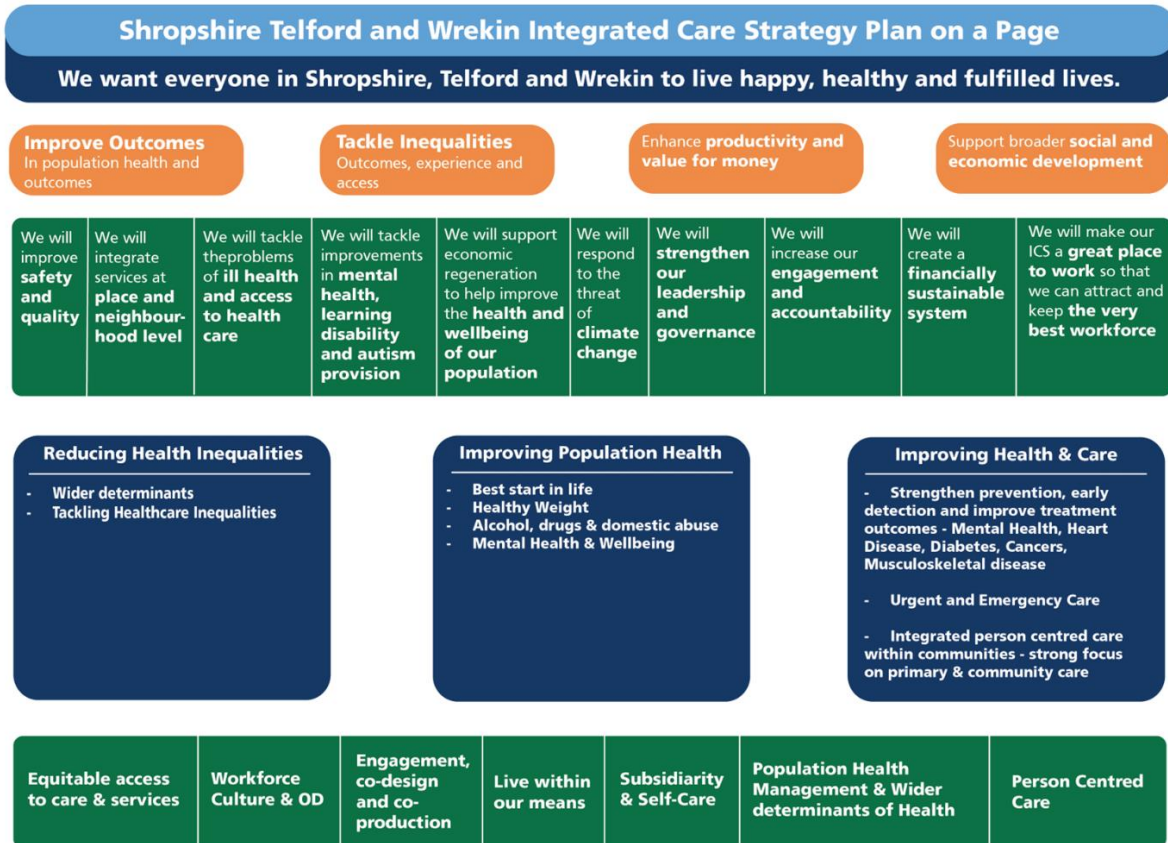 Shropshire Telford and Wrekin Integrated Care Strategy Plan on a Page
We want everyone in Shropshire, Telford and Wrekin to live happy, healthy and fulfilled lives.
Improve Outcomes
In population health and
outcomes
Tackle Inequalities
Outcomes, experience and
access
Enhance productivity and
value for money
Support broader social and
economic development
We will
improve
safety
and
quality
We will
integrate
services at
place and
neighbour-
hood level
We will tackle
theproblems
of ill health
and access
to health
care
We will tackle
improvements
in mental
health,
learning
disability
and autism
provision
We will support
economic
regeneration
to help improve
the health and
wellbeing
of our
population
We will
respond
to the
threat
of
climate
change
We will
strengthen
our
leadership
and
governance
We will
increase our
engagement
and
accountability
We will
create a
financially
sustainable
system
We will make our
ICS a great place
to work so that
we can attract and
keep the very
best workforce
Reducing Health Inequalities
- Wider determinants
- Tackling Healthcare Inequalities
Improving Population Health
- Best start in life
- Healthy Weight
- Alcohol, drugs & domestic abuse
- Mental Health & Wellbeing
Improving Health & Care
- Strengthen prevention, early
detection and improve treatment
outcomes - Mental Health, Heart
Disease, Diabetes, Cancers,
Musculoskeletal disease
- Urgent and Emergency Care
- Integrated person centred care
within communities - strong focus
on primary & community care
Equitable access
to care & services
Workforce
Culture & OD
Engagement,
co-design
and co-
production
Live within
our means
Subsidiarity
& Self-Care
Population Health
Management & Wider
determinants of Health
Person Centred
Care